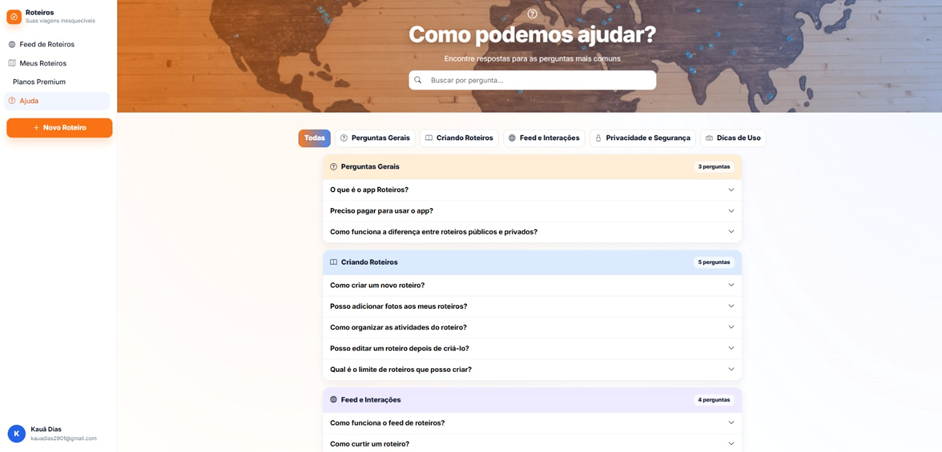 Roteiros
Suas viagens inesquecíveis
Feed de Roteiros
Meus Roteiros
Planos Premium
Ajuda
+ Novo Roteiro
Kauã Dias
K
kauadias2901@gmail.com
Como podemos ajudar?
Encontre respostas para as perguntas mais comuns
Buscar por pergunta...
Todas
Perguntas Gerais
Criando Roteiros
Feed e Interações
Privacidade e Segurança
Dicas de Uso
Perguntas Gerais
3 perguntas
O que é o app Roteiros?
Preciso pagar para usar o app?
Como funciona a diferença entre roteiros públicos e privados?
Criando Roteiros
5 perguntas
Como criar um novo roteiro?
Posso adicionar fotos aos meus roteiros?
Como organizar as atividades do roteiro?
Posso editar um roteiro depois de criá-lo?
Qual é o limite de roteiros que posso criar?
Feed e Interações
4 perguntas
Como funciona o feed de roteiros?
Como curtir um roteiro?